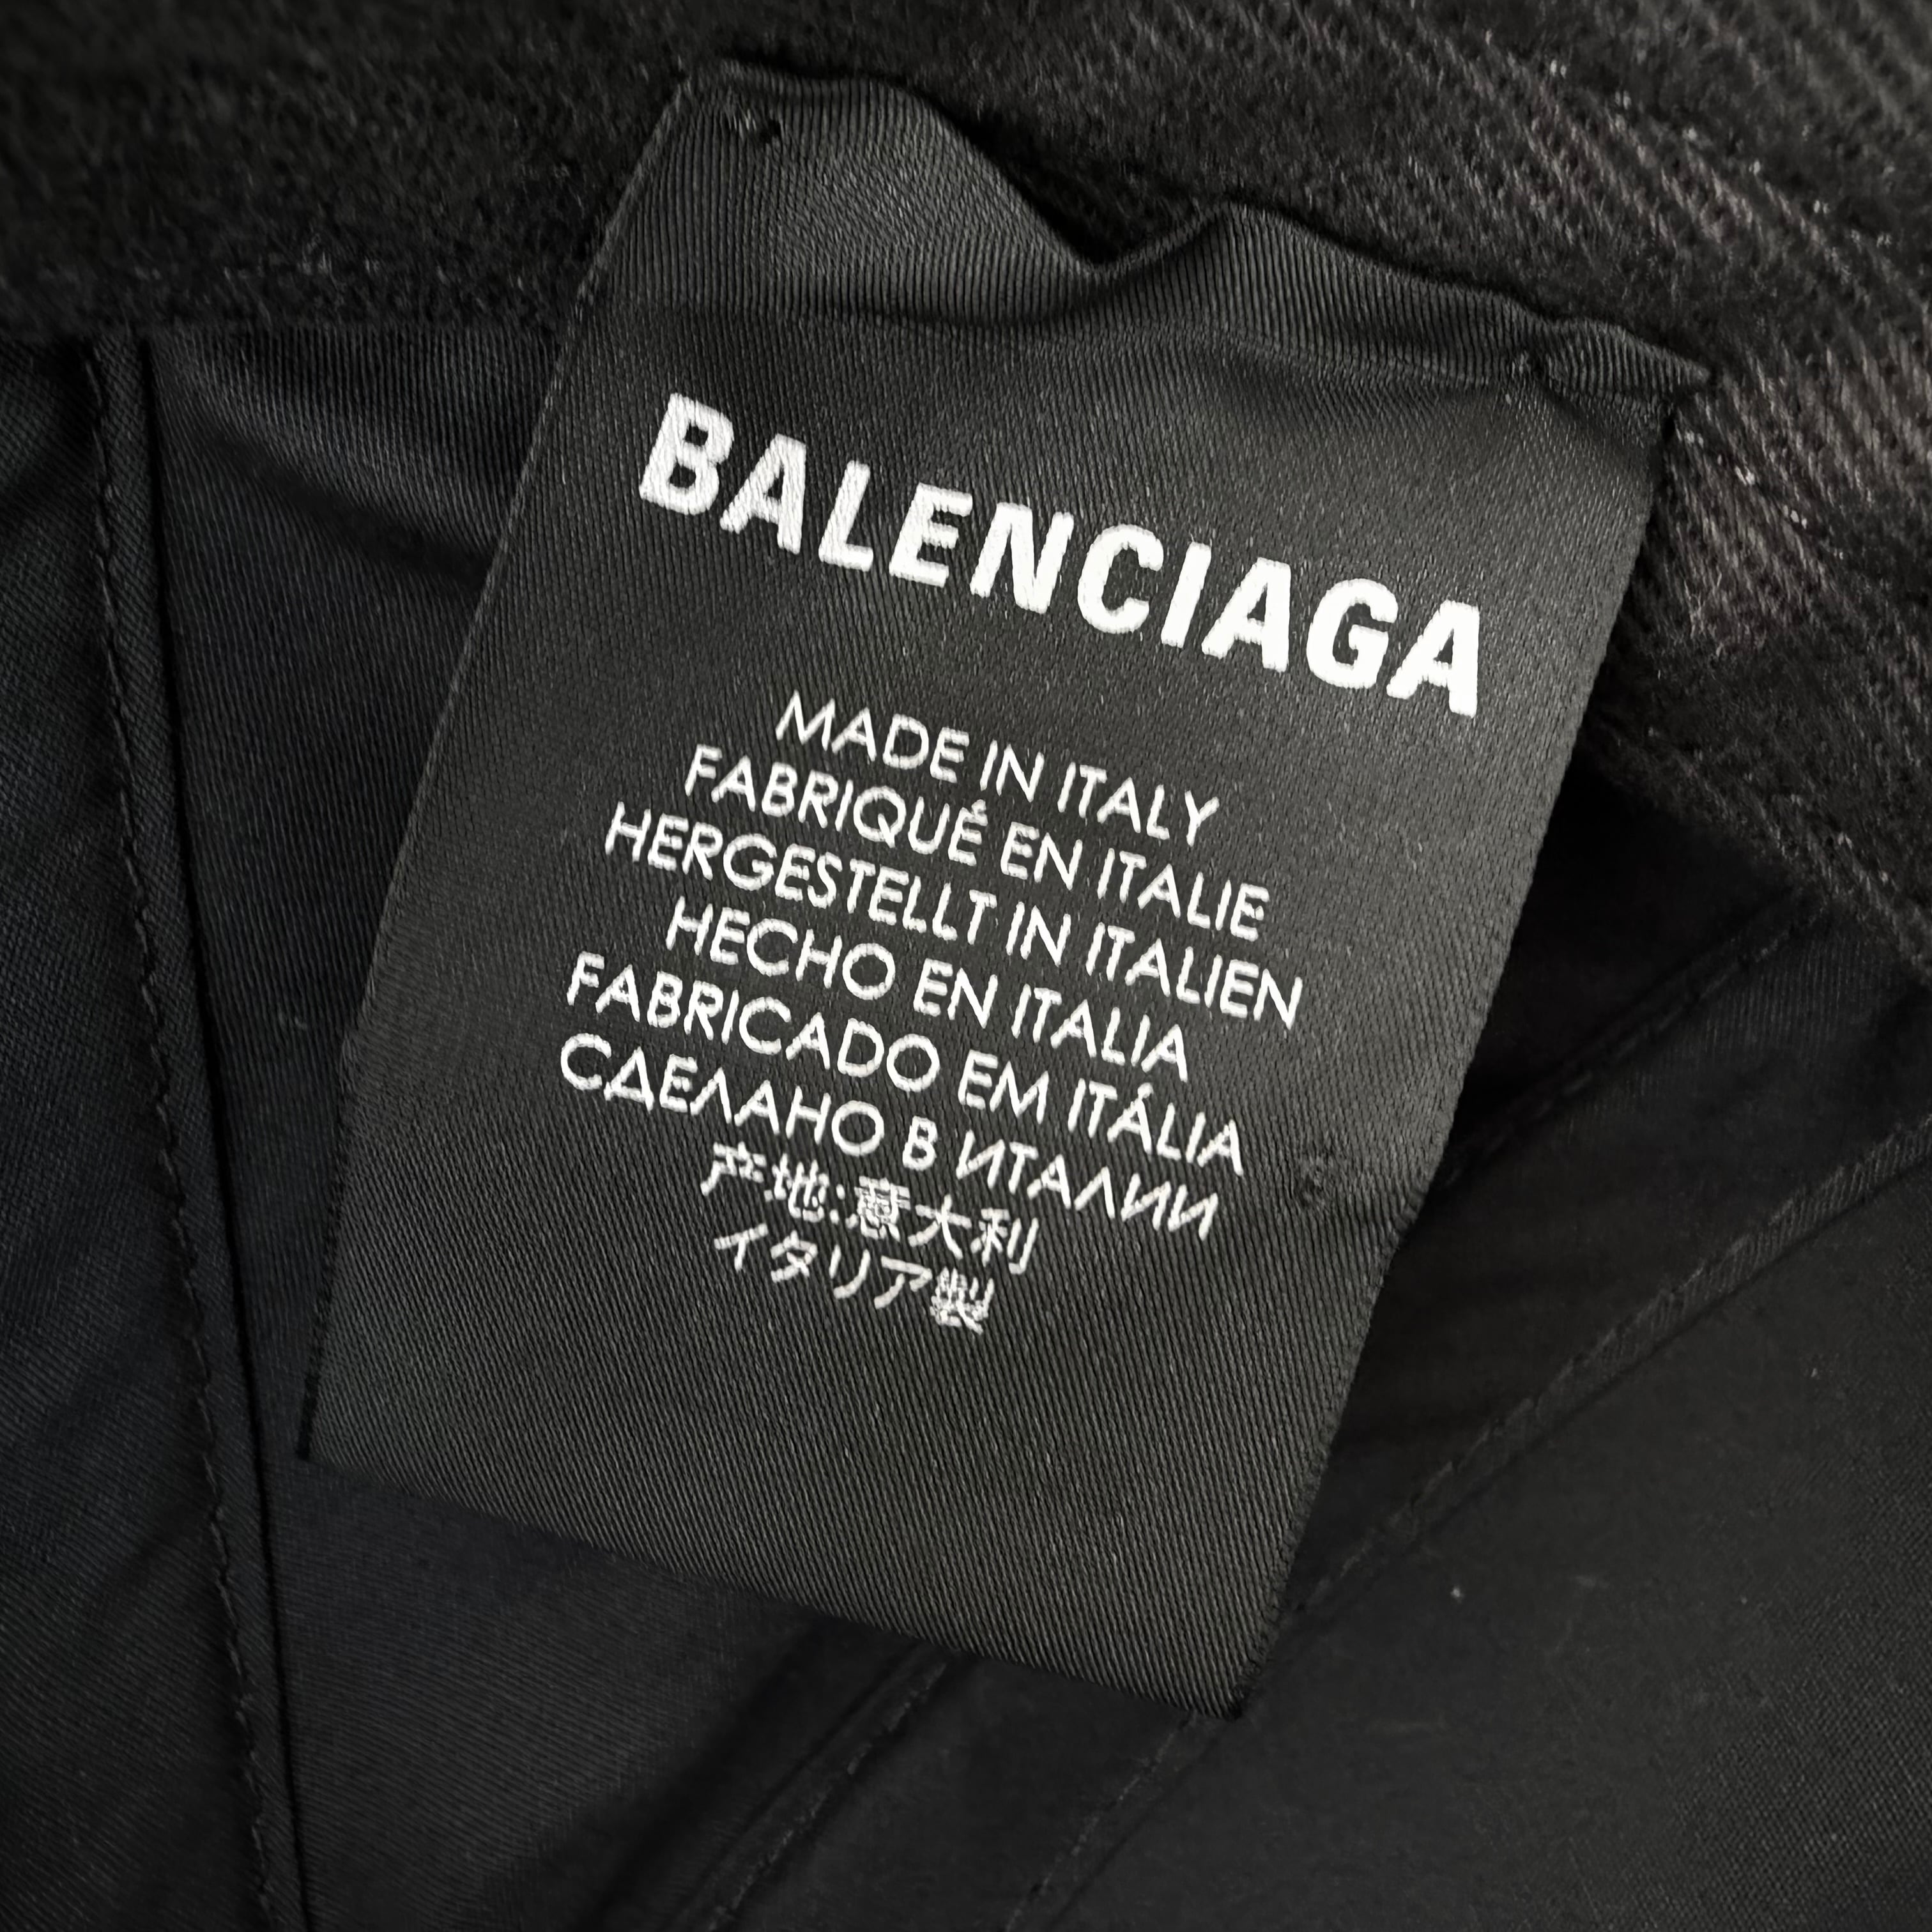 BALENCIAGA
MADE IN ITALY
FABRIQUÉ EN ITALIE
HERGESTELLT IN ITALIEN
HECHO EN ITALIA
FABRICADO EM ITÁLIA
СДЕЛАНО В ИТАЛИИ
产地:意大利
イタリア製